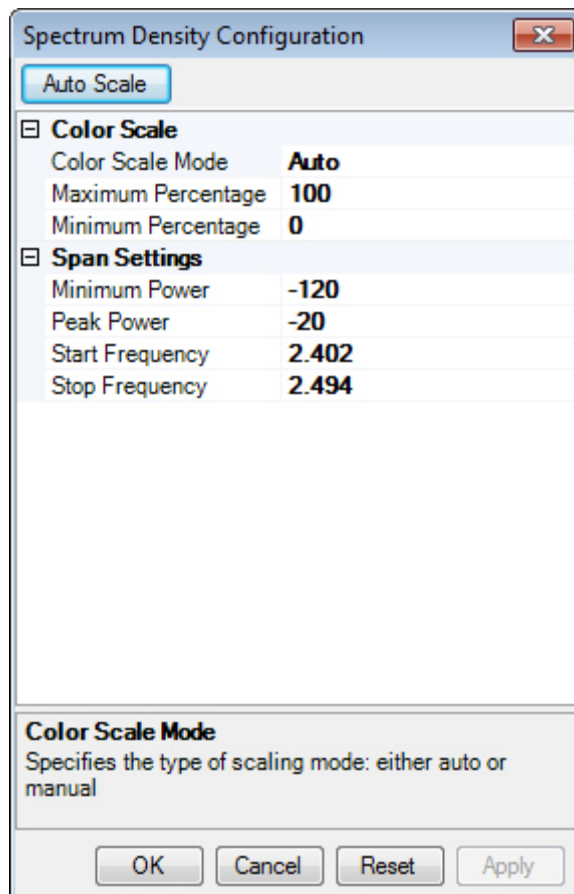 Spectrum Density Configuration
Auto Scale
Color Scale
Color Scale Mode Auto
Maximum Percentage 100
Minimum Percentage 0
Span Settings
Minimum Power -120
Peak Power -20
Start Frequency 2.402
Stop Frequency 2.494
Color Scale Mode
Specifies the type of scaling mode: either auto or
manual
OK Cancel Reset Apply